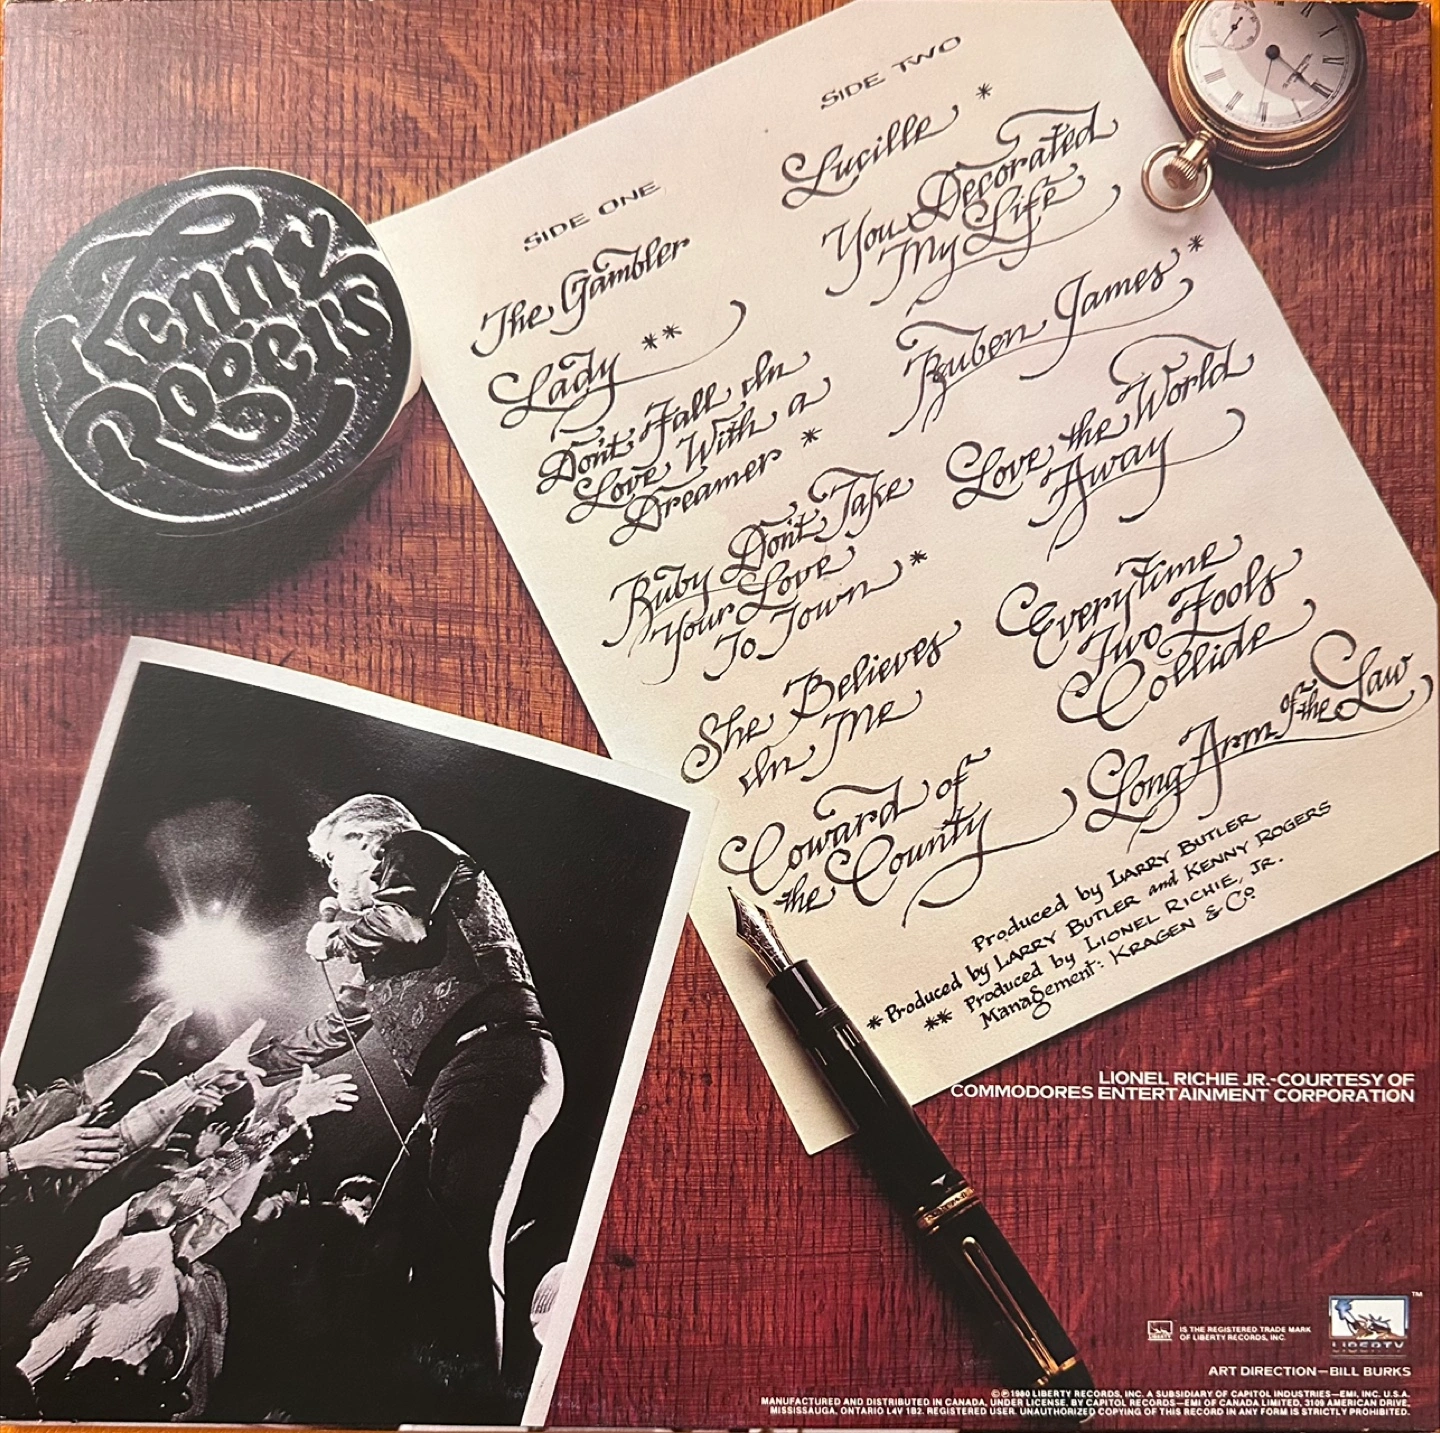 Kenny
Rogers
SIDE ONE
The Gambler
Lady **
Don't Fall In
Love With a
Dreamer *
Ruby Don't Take
Your Love
To Town *
She Believes
In Me
Coward of
the County
SIDE TWO
Lucille *
You Decorated
My Life
Ruben James *
Love the World
Away
Everytime
Two Fools
Collide
Long Arm of the Law
Produced by LARRY BUTLER
* Produced by LARRY BUTLER and KENNY ROGERS
** Produced by LIONEL RICHIE, JR.
Management: KRAGEN & Co
LIONEL RICHIE JR.-COURTESY OF
COMMODORES ENTERTAINMENT CORPORATION
LIBERTY
IS THE REGISTERED TRADE MARK
OF LIBERTY RECORDS, INC.
LIBERTY
TM
ART DIRECTION—BILL BURKS
©℗1980 LIBERTY RECORDS, INC. A SUBSIDIARY OF CAPITOL INDUSTRIES—EMI, INC. U.S.A.
MANUFACTURED AND DISTRIBUTED IN CANADA, UNDER LICENSE, BY CAPITOL RECORDS—EMI OF CANADA LIMITED, 3109 AMERICAN DRIVE,
MISSISSAUGA, ONTARIO L4V 1B2. REGISTERED USER. UNAUTHORIZED COPYING OF THIS RECORD IN ANY FORM IS STRICTLY PROHIBITED.